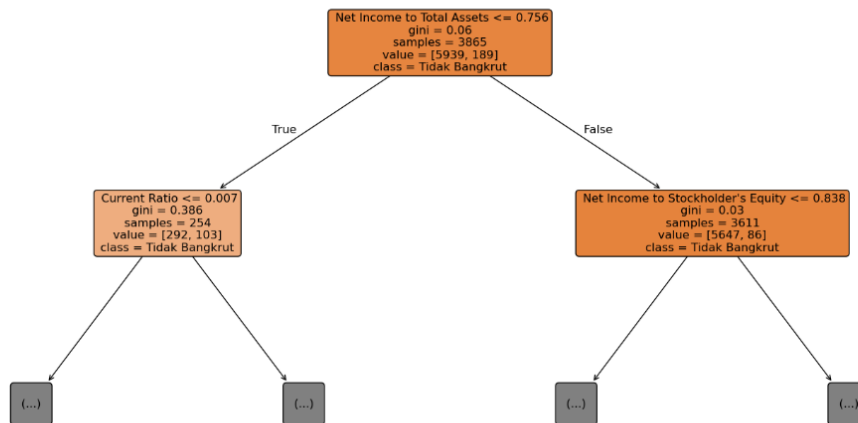 Net Income to Total Assets <= 0.756
gini = 0.06
samples = 3865
value = [5939, 189]
class = Tidak Bangkrut
True
False
Current Ratio <= 0.007
gini = 0.386
samples = 254
value = [292, 103]
class = Tidak Bangkrut
Net Income to Stockholder's Equity <= 0.838
gini = 0.03
samples = 3611
value = [5647, 86]
class = Tidak Bangkrut
(...)
(...)
(...)
(...)